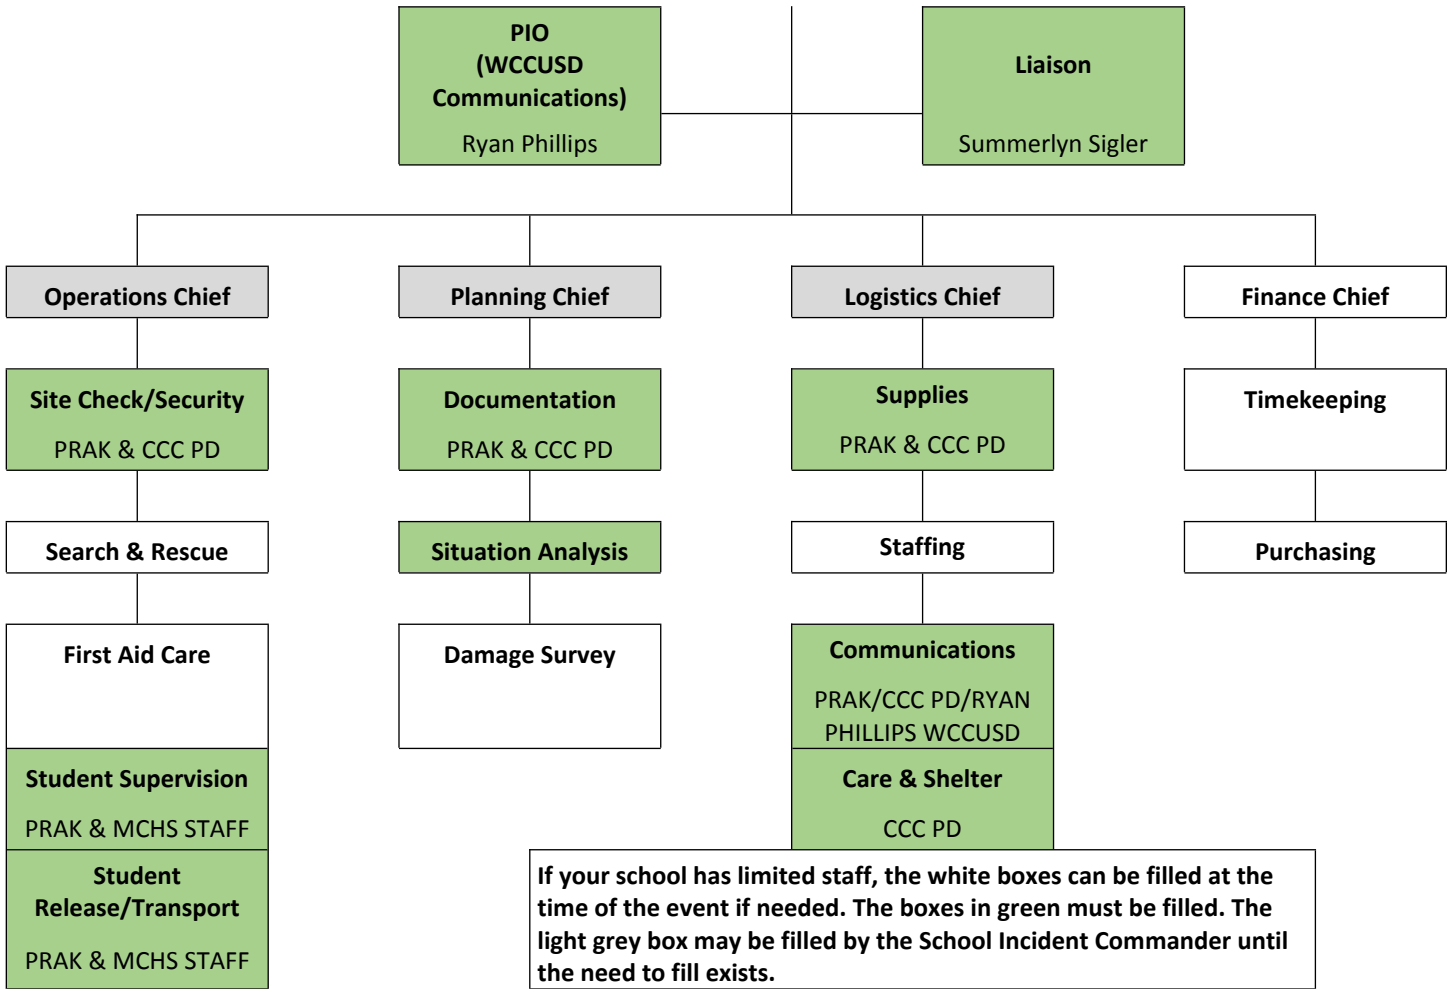 PIO
(WCCUSD
Communications)
Ryan Phillips
Liaison
Summerlyn Sigler
Operations Chief
Planning Chief
Logistics Chief
Finance Chief
Site Check/Security
PRAK & CCC PD
Documentation
PRAK & CCC PD
Supplies
PRAK & CCC PD
Timekeeping
Search & Rescue
Situation Analysis
Staffing
Purchasing
First Aid Care
Damage Survey
Communications
PRAK/CCC PD/RYAN
PHILLIPS WCCUSD
Student Supervision
PRAK & MCHS STAFF
Care & Shelter
CCC PD
Student
Release/Transport
PRAK & MCHS STAFF
If your school has limited staff, the white boxes can be filled at the
time of the event if needed. The boxes in green must be filled. The
light grey box may be filled by the School Incident Commander until
the need to fill exists.